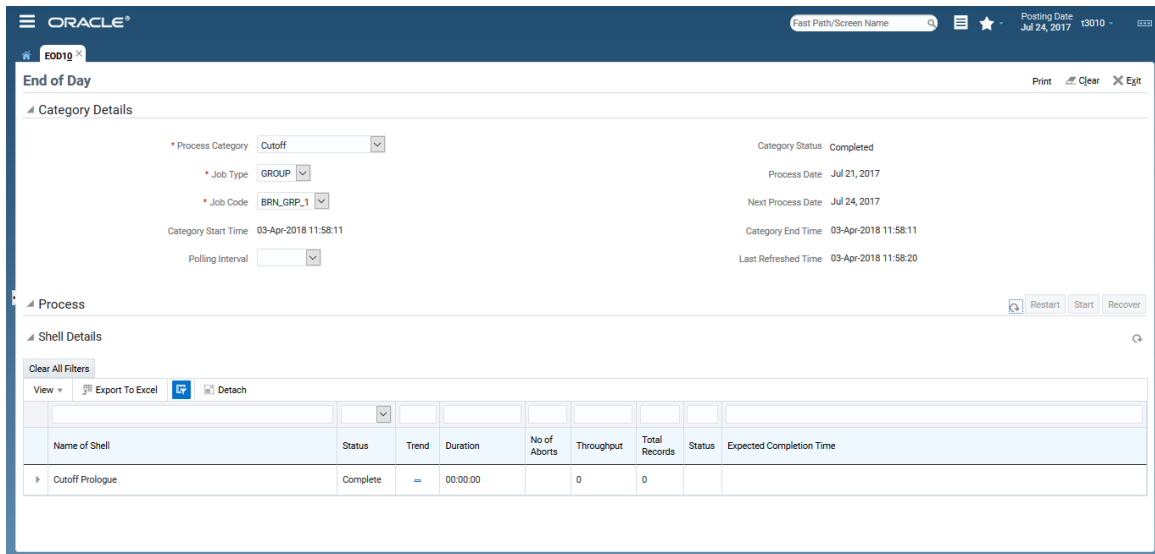 ORACLE®
Fast Path/Screen Name
Posting Date
Jul 24, 2017
t3010
EOD10
End of Day
Print Clear Exit
Category Details
* Process Category Cutoff Category Status Completed
* Job Type GROUP Process Date Jul 21, 2017
* Job Code BRN_GRP_1 Next Process Date Jul 24, 2017
Category Start Time 03-Apr-2018 11:58:11 Category End Time 03-Apr-2018 11:58:11
Polling Interval Last Refreshed Time 03-Apr-2018 11:58:20
Process Restart Start Recover
Shell Details
Clear All Filters
View Export To Excel Detach
Name of Shell Status Trend Duration No of Aborts Throughput Total Records Status Expected Completion Time
Cutoff Prologue Complete 00:00:00 0 0